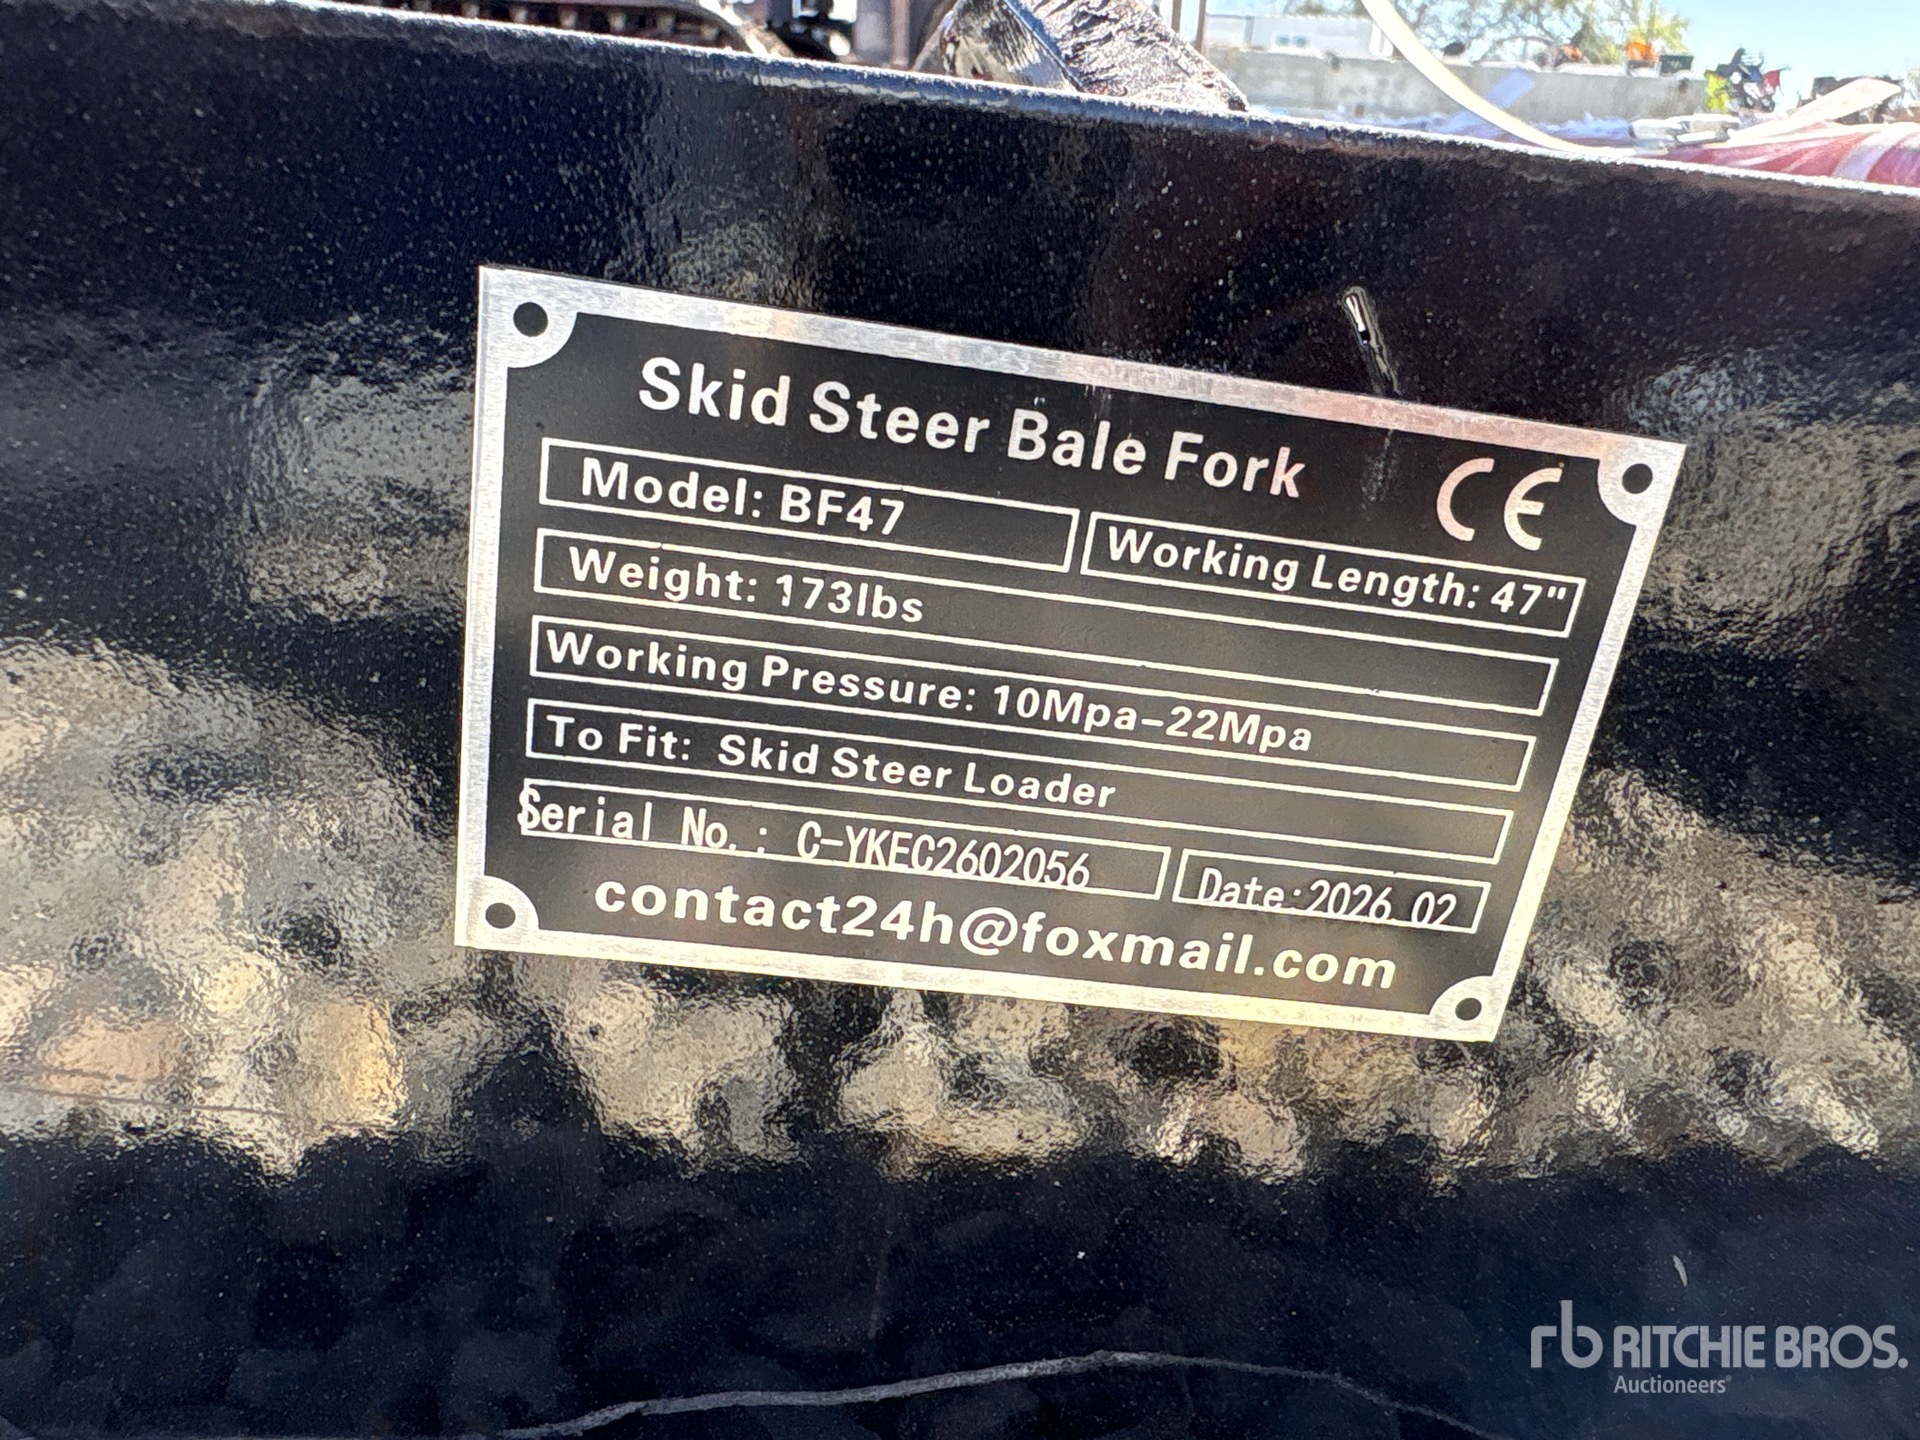 Skid Steer Bale Fork
CE
Model: BF47
Working Length: 47"
Weight: 173lbs
Working Pressure: 10Mpa-22Mpa
To Fit: Skid Steer Loader
Serial No.: C-YKEC2602056
Date:2026.02
contact24h@foxmail.com
rb RITCHIE BROS.
Auctioneers